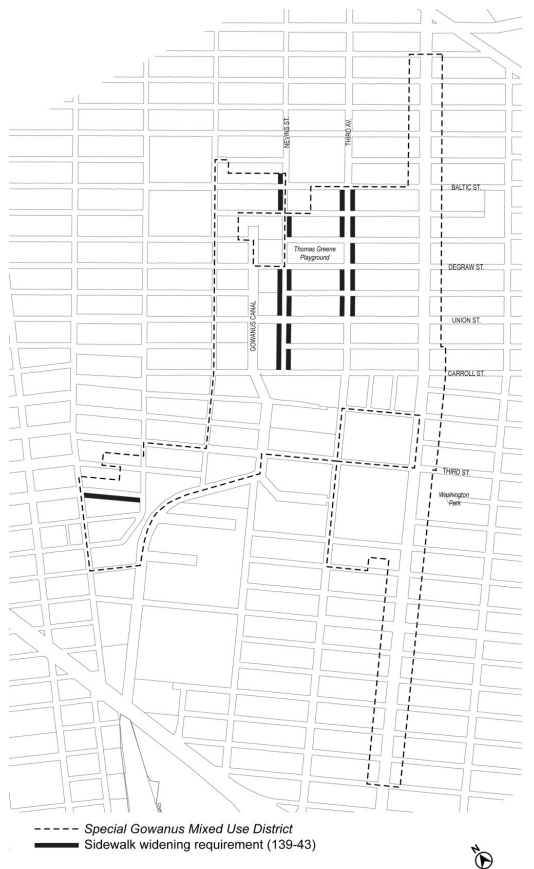 NEVINS ST.
THIRD AV.
BALTIC ST.
Thomas Greene
Playground
DEGRAW ST.
GOWANUS CANAL
UNION ST.
CARROLL ST.
THIRD ST.
Washington
Park
Special Gowanus Mixed Use District
Sidewalk widening requirement (139-43)
N